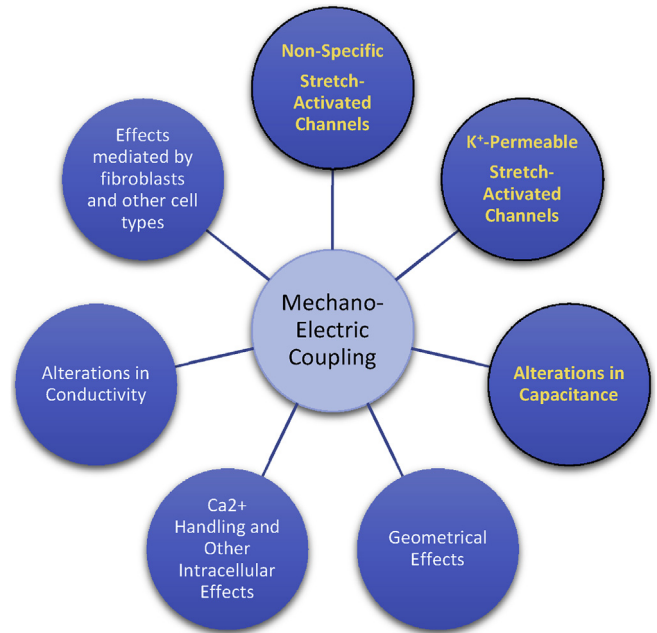 Non-Specific
Stretch-
Activated
Channels
K⁺-Permeable
Stretch-
Activated
Channels
Alterations in
Capacitance
Geometrical
Effects
Ca2+
Handling and
Other
Intracellular
Effects
Alterations in
Conductivity
Effects
mediated by
fibroblasts
and other cell
types
Mechano-
Electric
Coupling